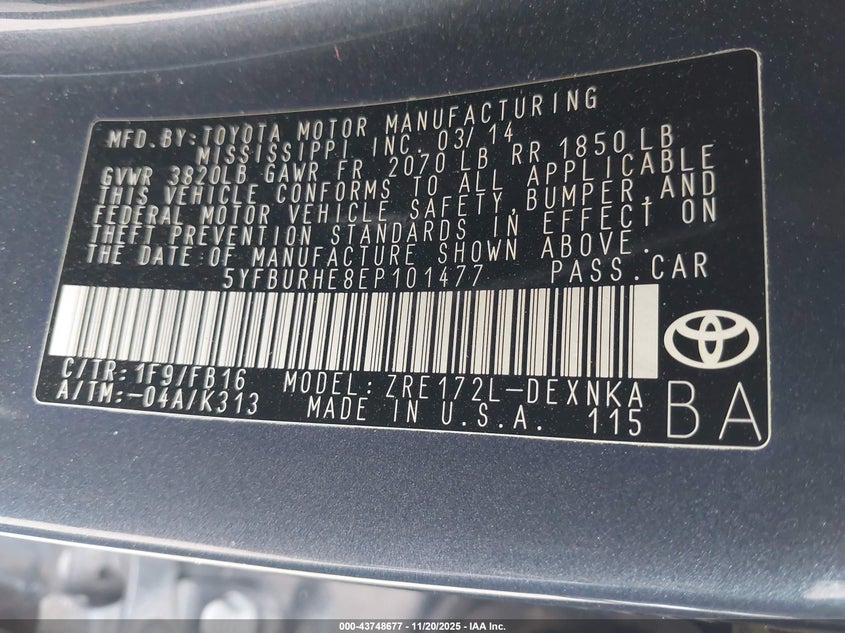 MFD.BY:TOYOTA MOTOR MANUFACTURING
MISSISSIPPI INC. 03/14
GVWR 3820LB GAWR FR 2070 LB RR 1850 LB
THIS VEHICLE CONFORMS TO ALL APPLICABLE
FEDERAL MOTOR VEHICLE SAFETY, BUMPER, AND
THEFT PREVENTION STANDARDS IN EFFECT ON
THE DATE OF MANUFACTURE SHOWN ABOVE.
5YFBURHE8EP101477 PASS.CAR
C/TR:1F9/FB16 MODEL:ZRE172L-DEXNKA
A/TM:-04A/K313 MADE IN U.S.A. 115 BA
000-43748677 - 11/20/2025 - IAA Inc.